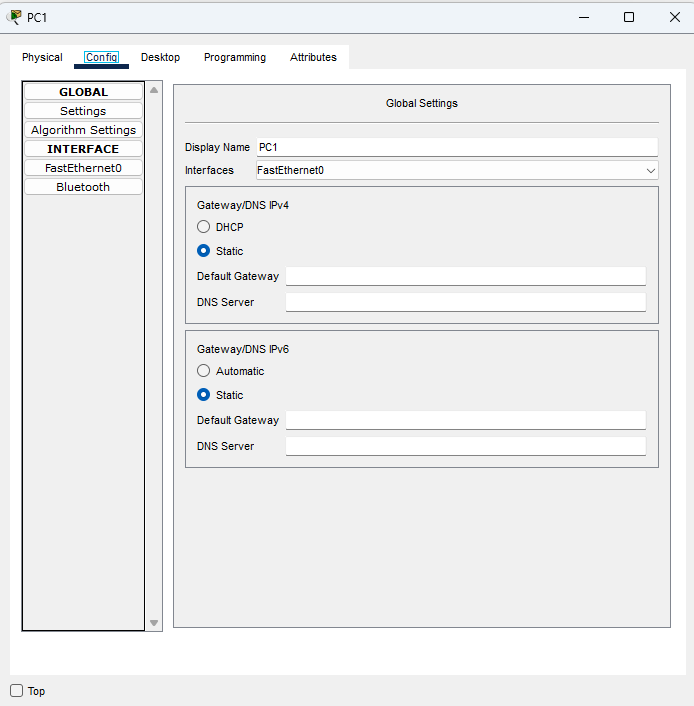 PC1
Physical Config Desktop Programming Attributes
GLOBAL
Settings
Algorithm Settings
INTERFACE
FastEthernet0
Bluetooth
Global Settings
Display Name PC1
Interfaces FastEthernet0
Gateway/DNS IPv4
DHCP
Static
Default Gateway
DNS Server
Gateway/DNS IPv6
Automatic
Static
Default Gateway
DNS Server
Top